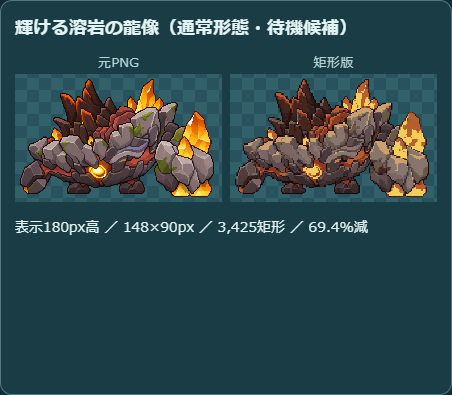 輝ける溶岩の龍像（通常形態・待機候補）
元PNG
矩形版
表示180px高 ／ 148×90px ／ 3,425矩形 ／ 69.4%減